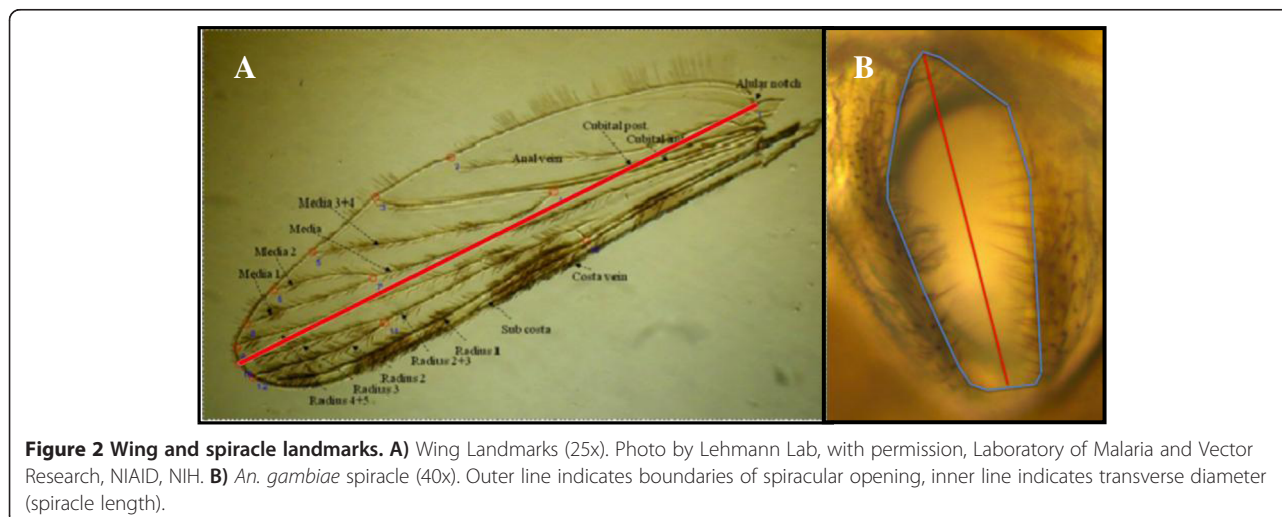 A
B
Alular notch
Cubital post.
Cubital
Anal vein
Media 3+4
Media
Media 2
Media 1
Costa vein
Sub costa
Radius 1
Radius 2+3
Radius 2
Radius 3
Radius 4+5
Figure 2 Wing and spiracle landmarks. A) Wing Landmarks (25x). Photo by Lehmann Lab, with permission, Laboratory of Malaria and Vector
Research, NIAID, NIH. B) An. gambiae spiracle (40x). Outer line indicates boundaries of spiracular opening, inner line indicates transverse diameter
(spiracle length).